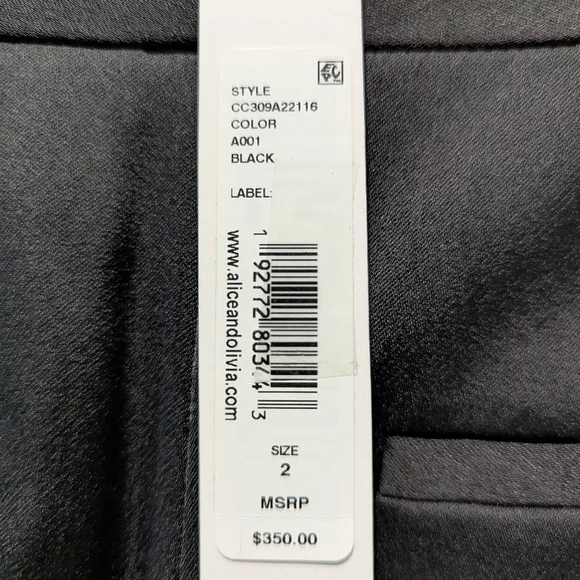 STYLE
CC309A22116
COLOR
A001
BLACK
LABEL:
www.aliceandolivia.com
SIZE
2
MSRP
$350.00